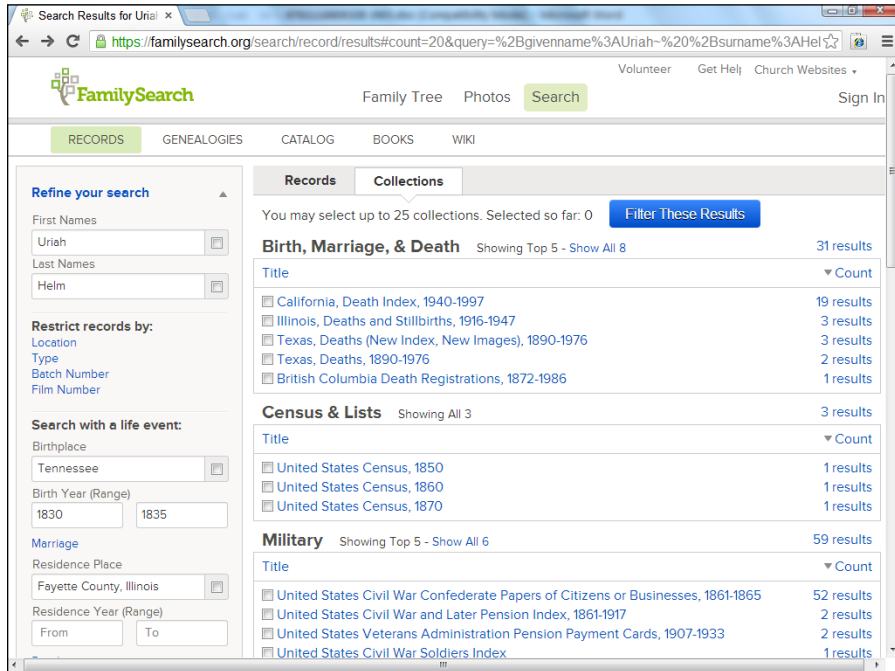 Search Results for Uriah ×
https://familysearch.org/search/record/results#count=20&query=%2Bgivenname%3AUriah~%20%2Bsurname%3AHel
Volunteer Get Help Church Websites
FamilySearch
Family Tree Photos Search Sign In
RECORDS GENEALOGIES CATALOG BOOKS WIKI
Refine your search
First Names
Uriah
Last Names
Helm
Restrict records by:
Location
Type
Batch Number
Film Number
Search with a life event:
Birthplace
Tennessee
Birth Year (Range)
1830 1835
Marriage
Residence Place
Fayette County, Illinois
Residence Year (Range)
From To
Records Collections
You may select up to 25 collections. Selected so far: 0 Filter These Results
Birth, Marriage, & Death Showing Top 5 - Show All 8 31 results
Title Count
California, Death Index, 1940-1997 19 results
Illinois, Deaths and Stillbirths, 1916-1947 3 results
Texas, Deaths (New Index, New Images), 1890-1976 3 results
Texas, Deaths, 1890-1976 2 results
British Columbia Death Registrations, 1872-1986 1 results
Census & Lists Showing All 3 3 results
Title Count
United States Census, 1850 1 results
United States Census, 1860 1 results
United States Census, 1870 1 results
Military Showing Top 5 - Show All 6 59 results
Title Count
United States Civil War Confederate Papers of Citizens or Businesses, 1861-1865 52 results
United States Civil War and Later Pension Index, 1861-1917 2 results
United States Veterans Administration Pension Payment Cards, 1907-1933 2 results
United States Civil War Soldiers Index 1 results